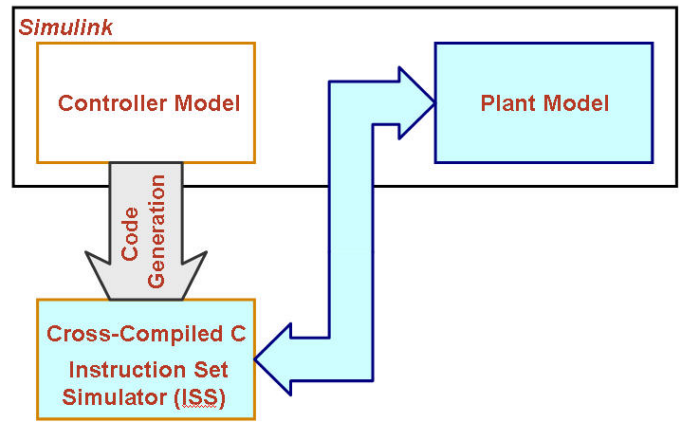 Simulink
Controller Model
Plant Model
Code
Generation
Cross-Compiled C
Instruction Set
Simulator (ISS)